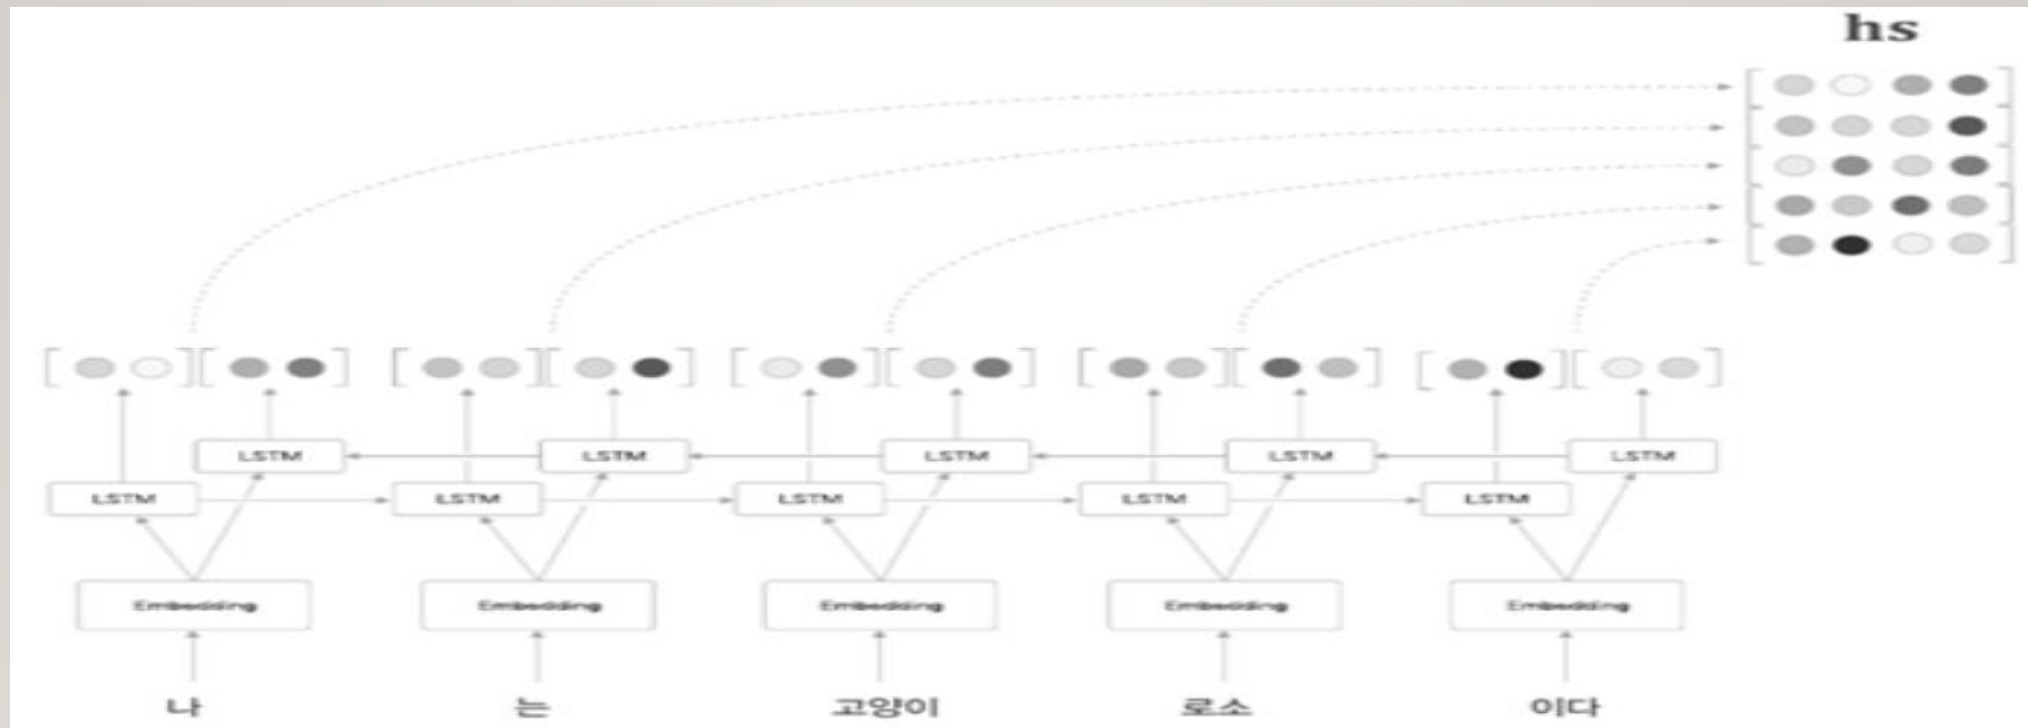 hs
LSTM LSTM LSTM LSTM LSTM
LSTM LSTM LSTM LSTM LSTM
Embedding Embedding Embedding Embedding Embedding
나 는 고양이 로소 이다